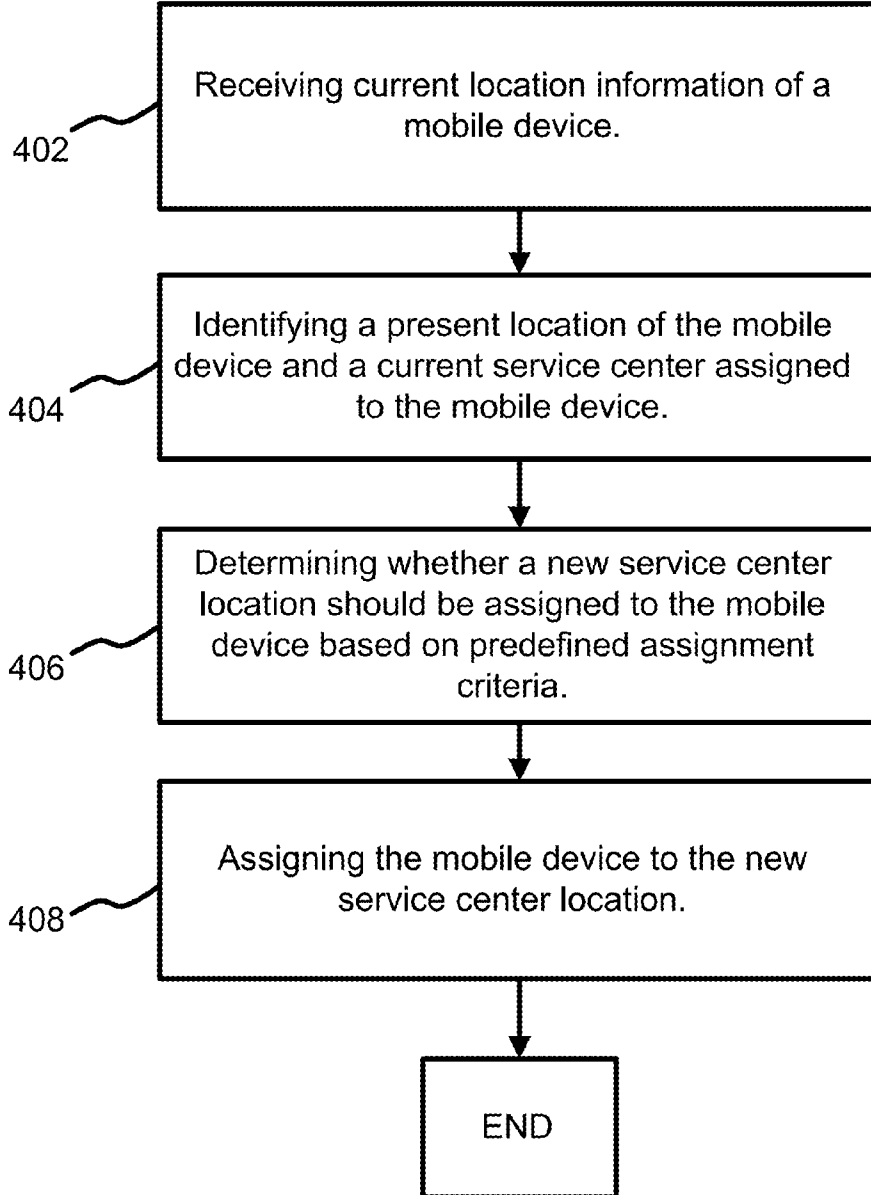 Receiving current location information of a
mobile device.
402
Identifying a present location of the mobile
device and a current service center assigned
to the mobile device.
404
Determining whether a new service center
location should be assigned to the mobile
device based on predefined assignment
criteria.
406
Assigning the mobile device to the new
service center location.
408
END